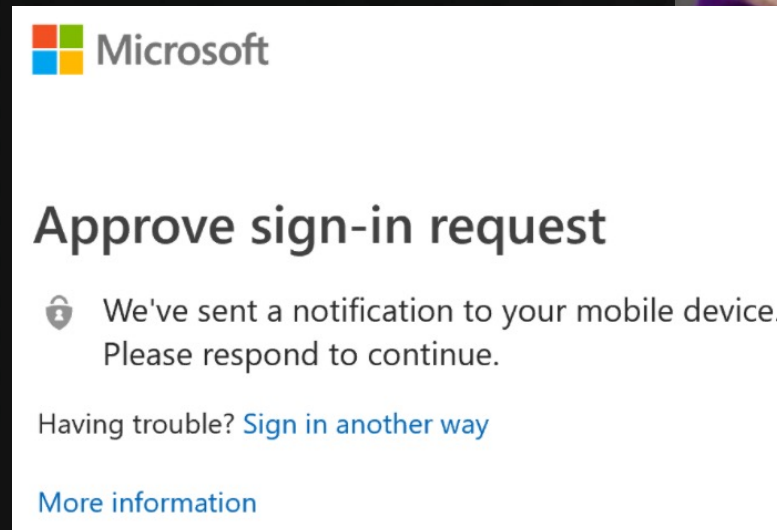 Microsoft
Approve sign-in request
We've sent a notification to your mobile device.
Please respond to continue.
Having trouble? Sign in another way
More information